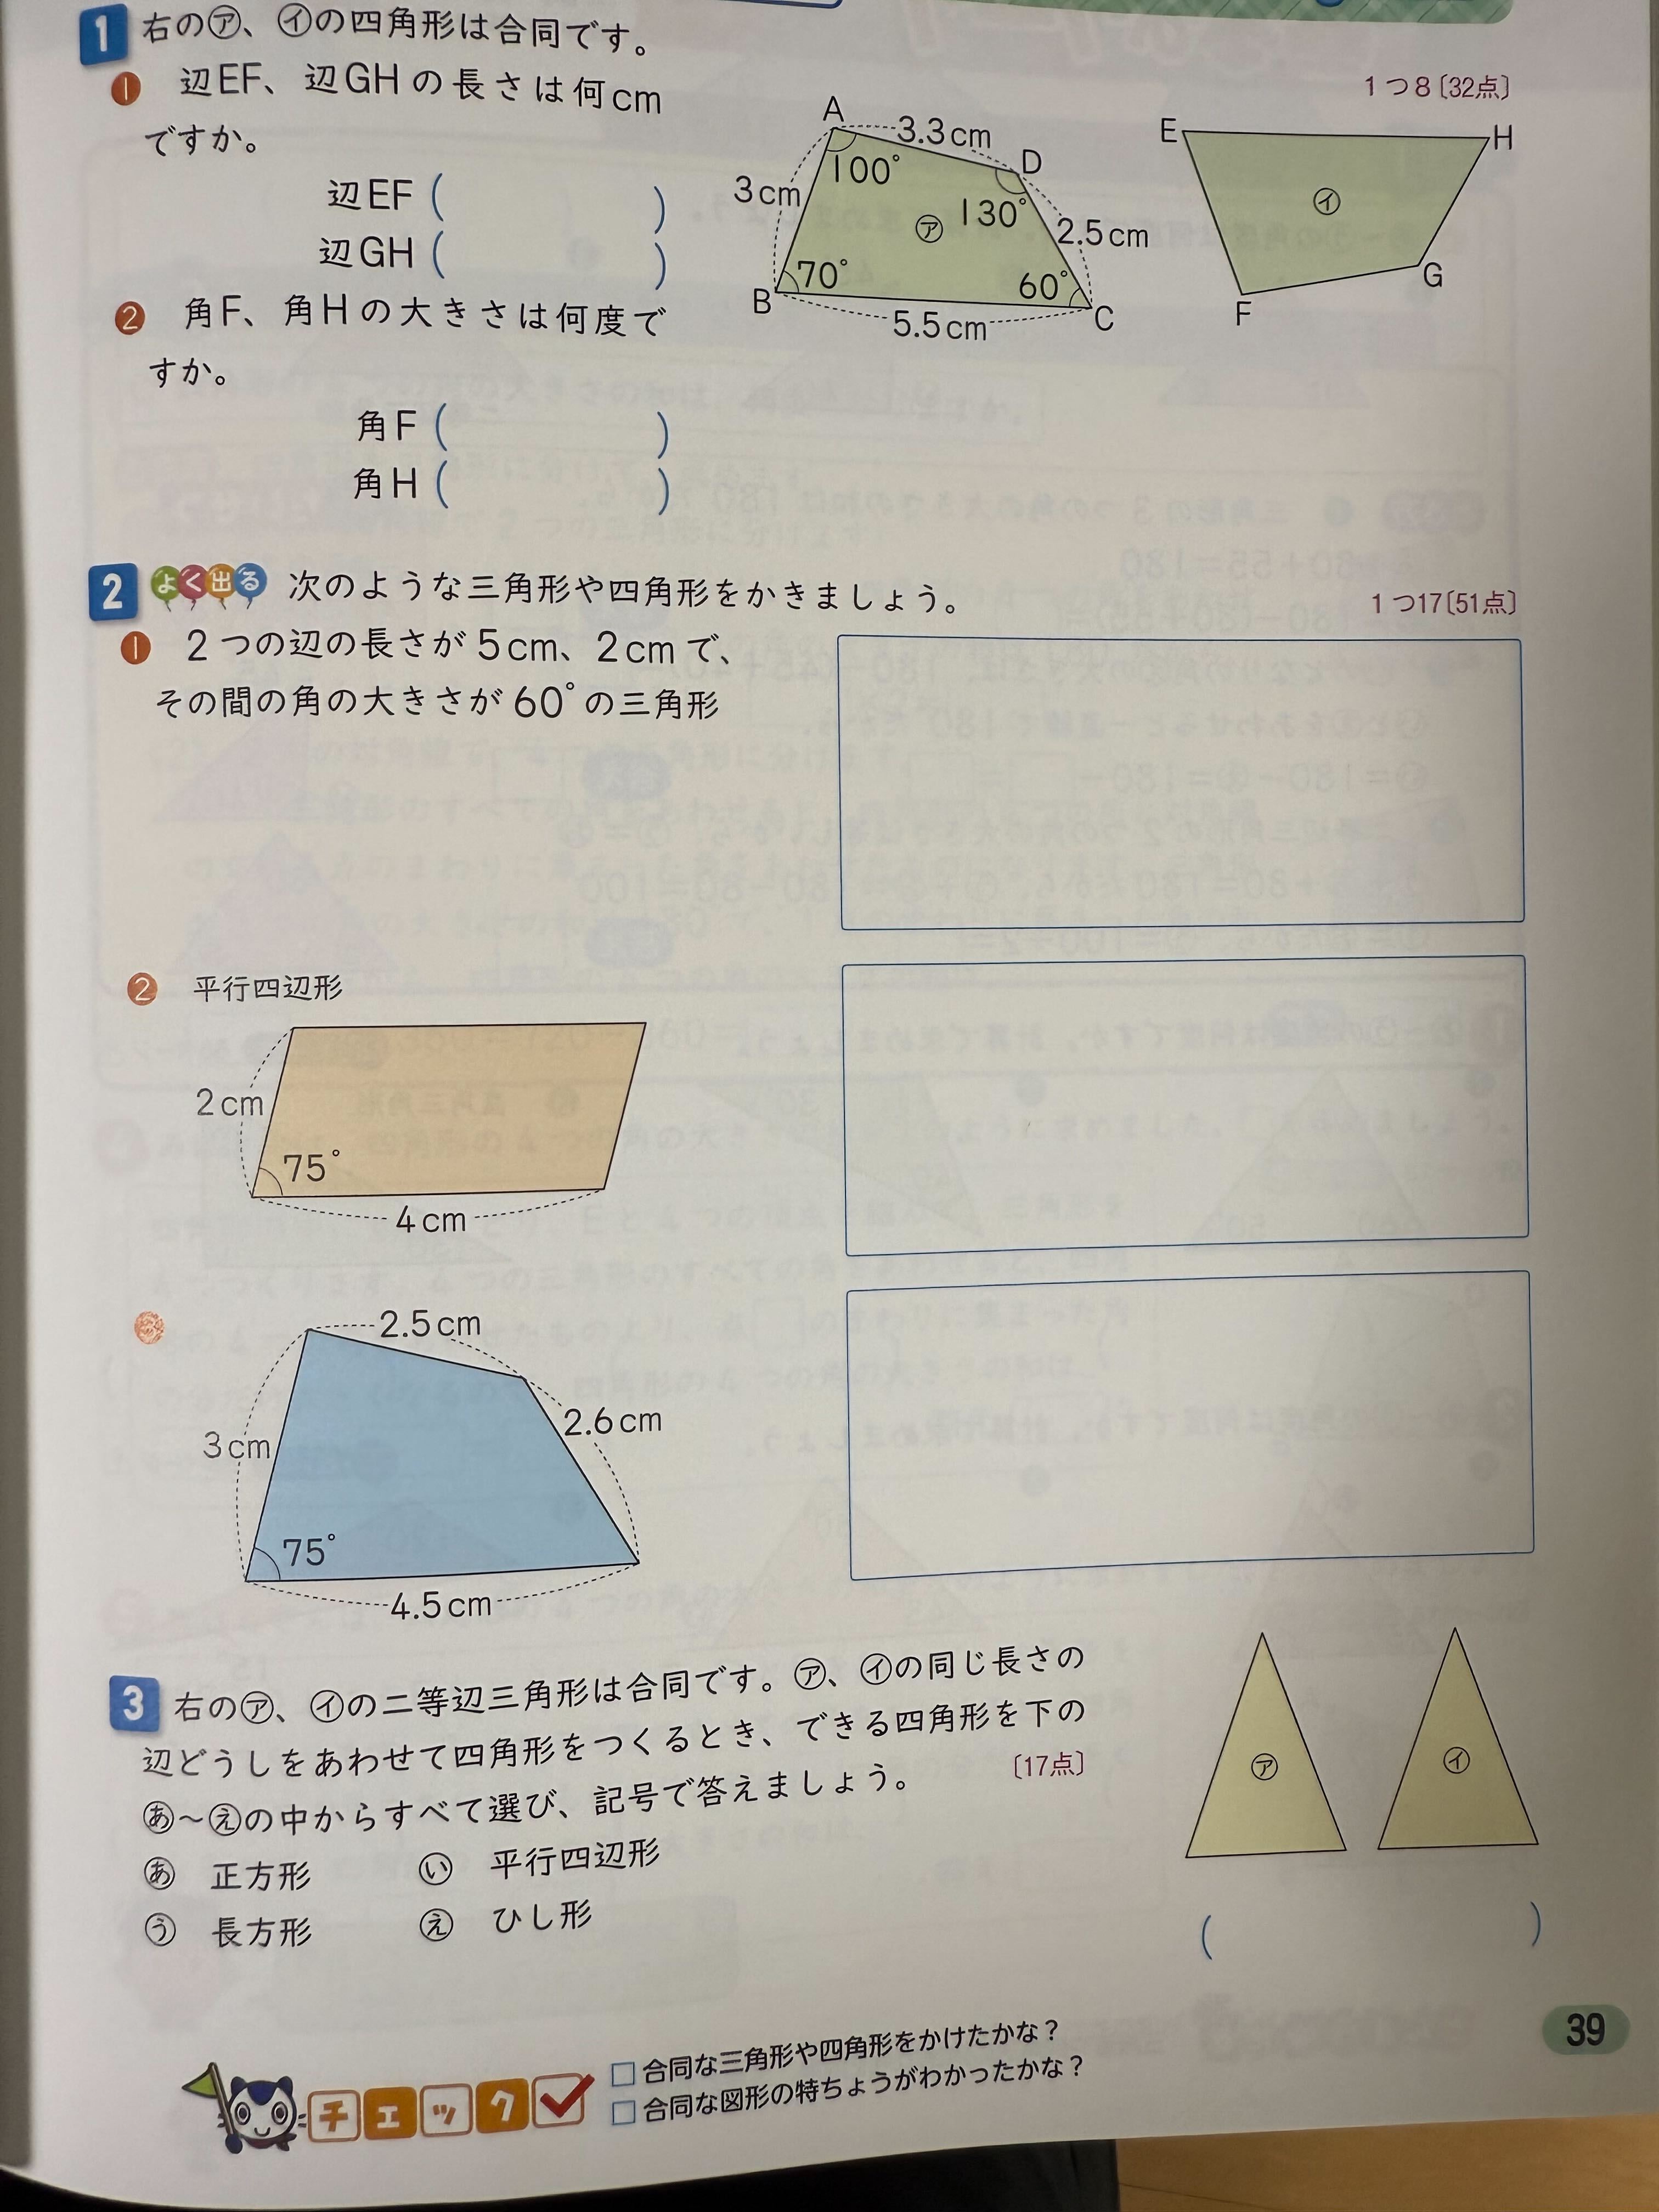 1 右の㋐、㋑の四角形は合同です。
1つ8〔32点〕
❶ 辺EF、辺GHの長さは何cm
ですか。
辺EF( )
辺GH( )
❷ 角F、角Hの大きさは何度で
すか。
角F( )
角H( )
A
3.3cm
D
100°
3cm
130°
㋐
2.5cm
70°
60°
B
C
5.5cm
E
H
㋑
G
F
2 よく出る 次のような三角形や四角形をかきましょう。
1つ17〔51点〕
❶ 2つの辺の長さが5cm、2cmで、
その間の角の大きさが60°の三角形
❷ 平行四辺形
2cm
75°
4cm
❸
2.5cm
2.6cm
3cm
75°
4.5cm
3 右の㋐、㋑の二等辺三角形は合同です。㋐、㋑の同じ長さの
辺どうしをあわせて四角形をつくるとき、できる四角形を下の
あ~えの中からすべて選び、記号で答えましょう。
〔17点〕
あ 正方形 い 平行四辺形
う 長方形 え ひし形
㋐
㋑
( )
チェック
□合同な三角形や四角形をかけたかな?
□合同な図形の特ちょうがわかったかな?
39